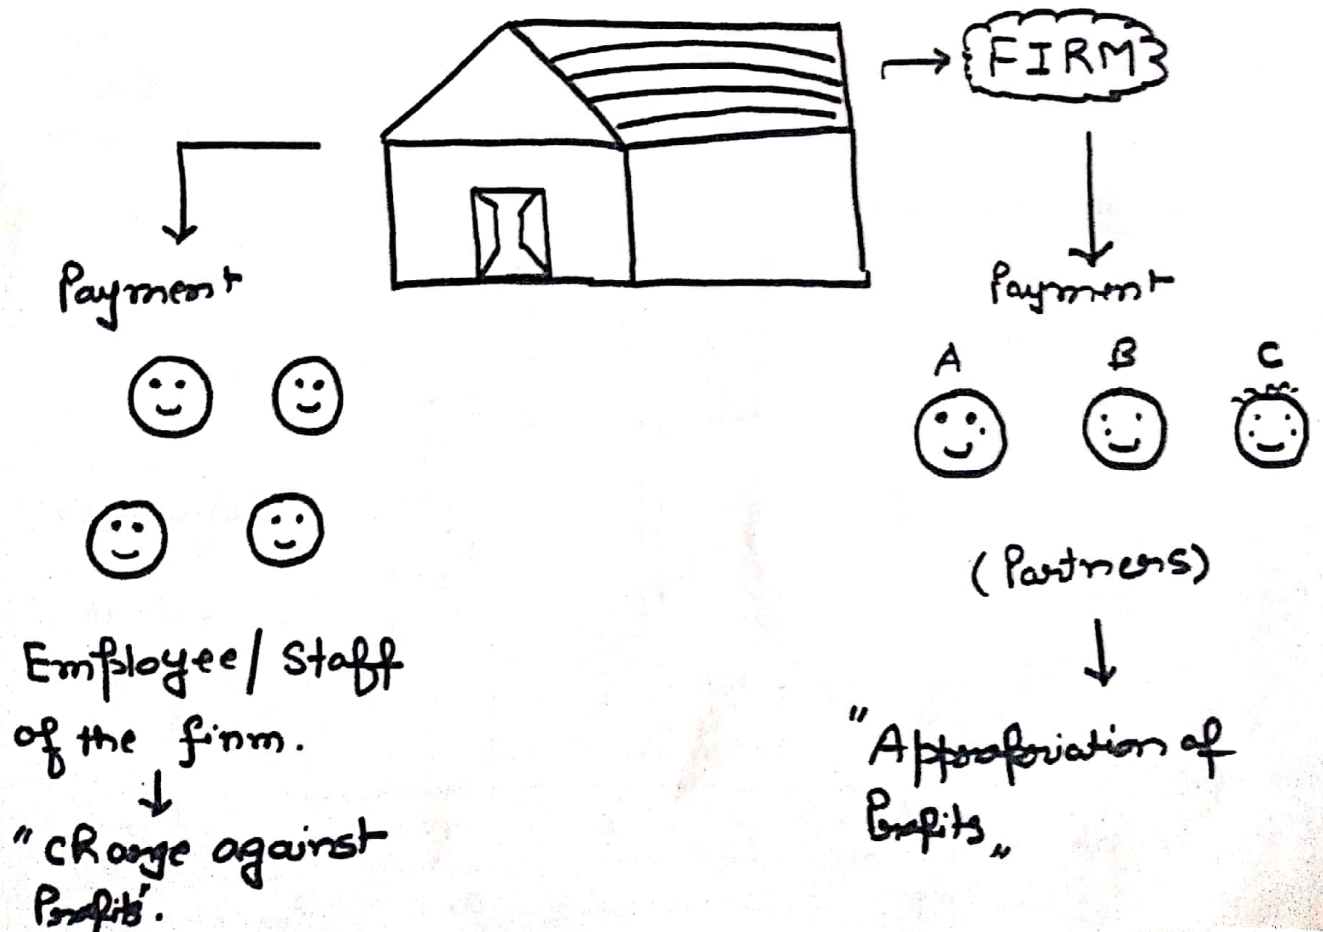 FIRM
Payment
Employee/Staff
of the firm.
"Charge against
Profits".
Payment
A B C
(Partners)
"Appropriation of
Profits"